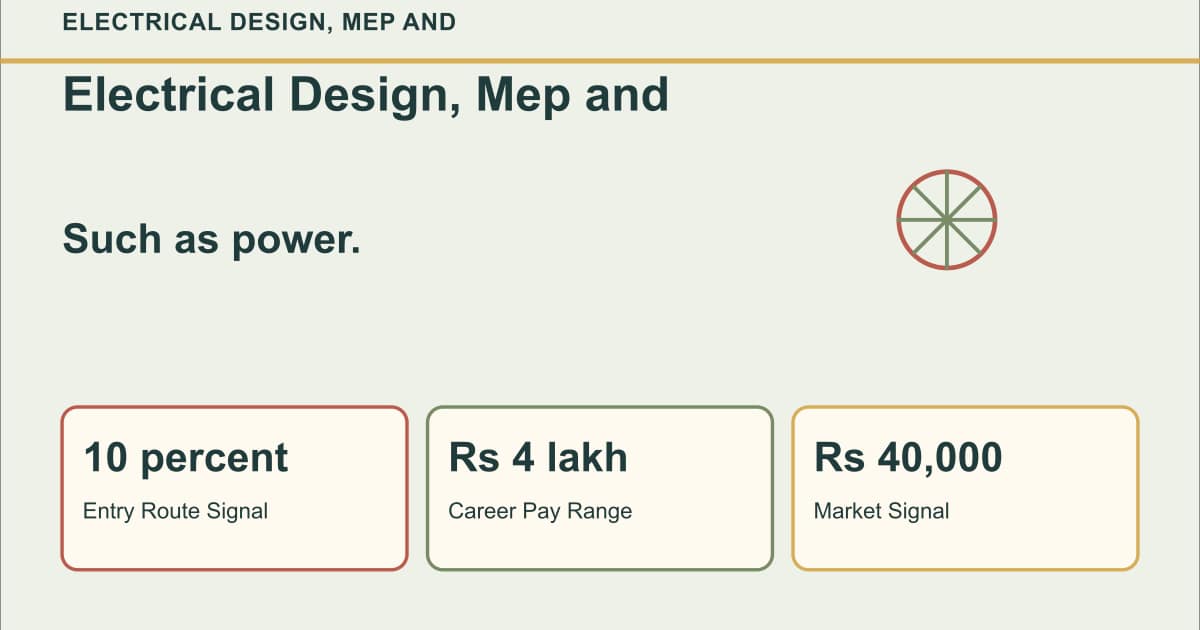 ELECTRICAL DESIGN, MEP AND
Electrical Design, Mep and
Such as power.
10 percent
Entry Route Signal
Rs 4 lakh
Career Pay Range
Rs 40,000
Market Signal